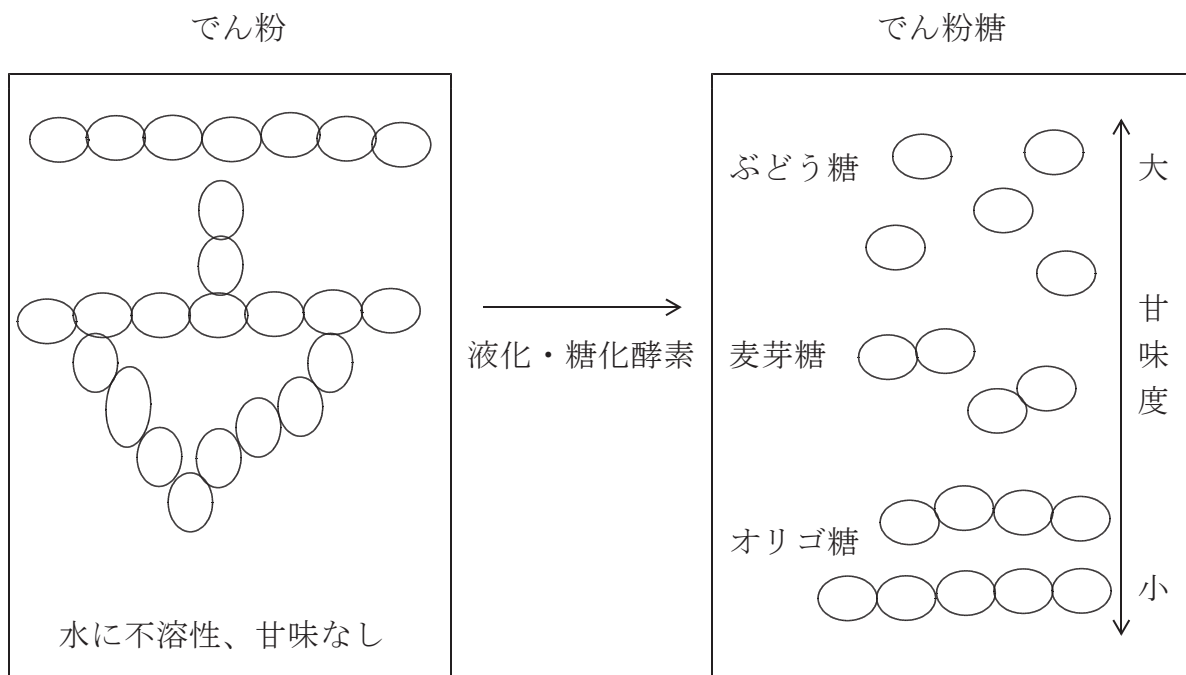 でん粉
でん粉糖
ぶどう糖
大
液化・糖化酵素
麦芽糖
甘味度
オリゴ糖
小
水に不溶性、甘味なし